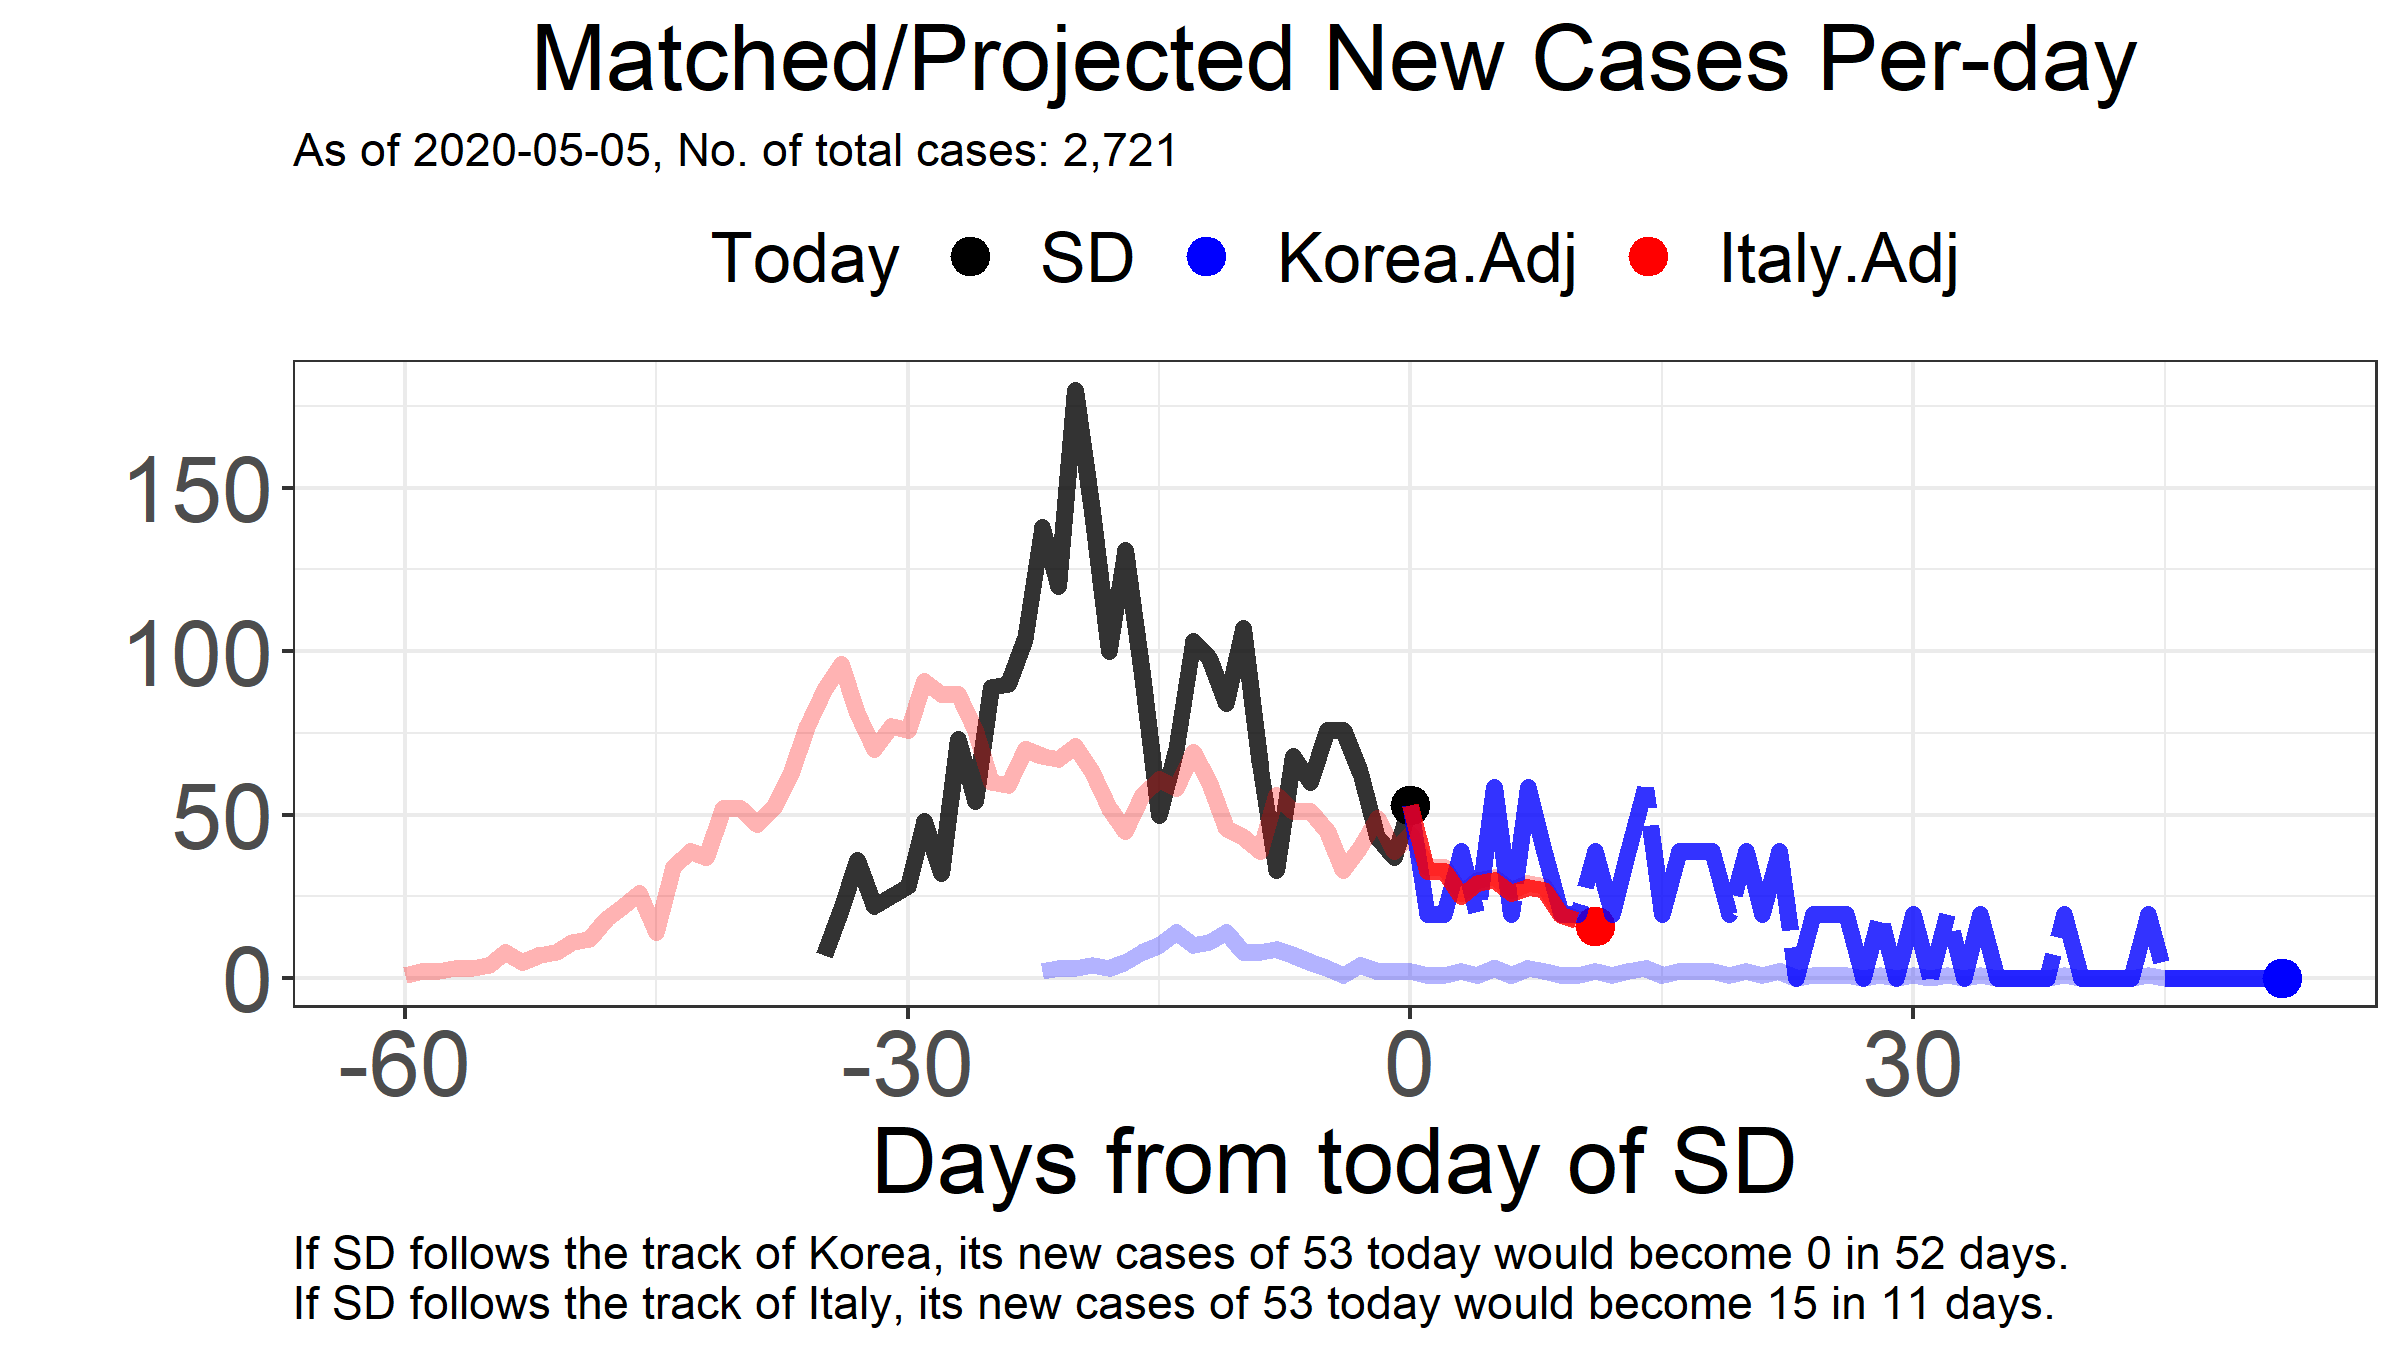 Matched/Projected New Cases Per-day
As of 2020-05-05, No. of total cases: 2,721
Today SD Korea.Adj Italy.Adj
150
100
50
0
-60 -30 0 30
Days from today of SD
If SD follows the track of Korea, its new cases of 53 today would become 0 in 52 days.
If SD follows the track of Italy, its new cases of 53 today would become 15 in 11 days.